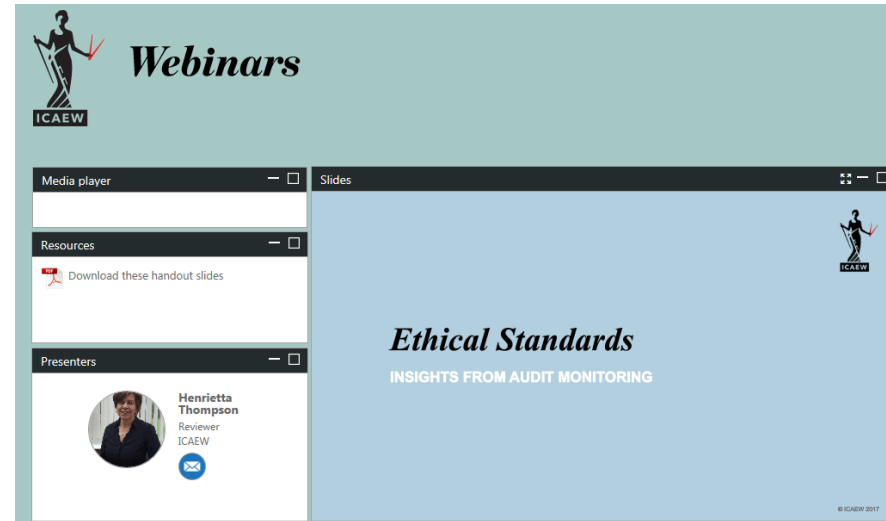 ICAEW
Webinars
Media player
Resources
PDF
Download these handout slides
Presenters
Henrietta
Thompson
Reviewer
ICAEW
Slides
ICAEW
Ethical Standards
INSIGHTS FROM AUDIT MONITORING
© ICAEW 2017